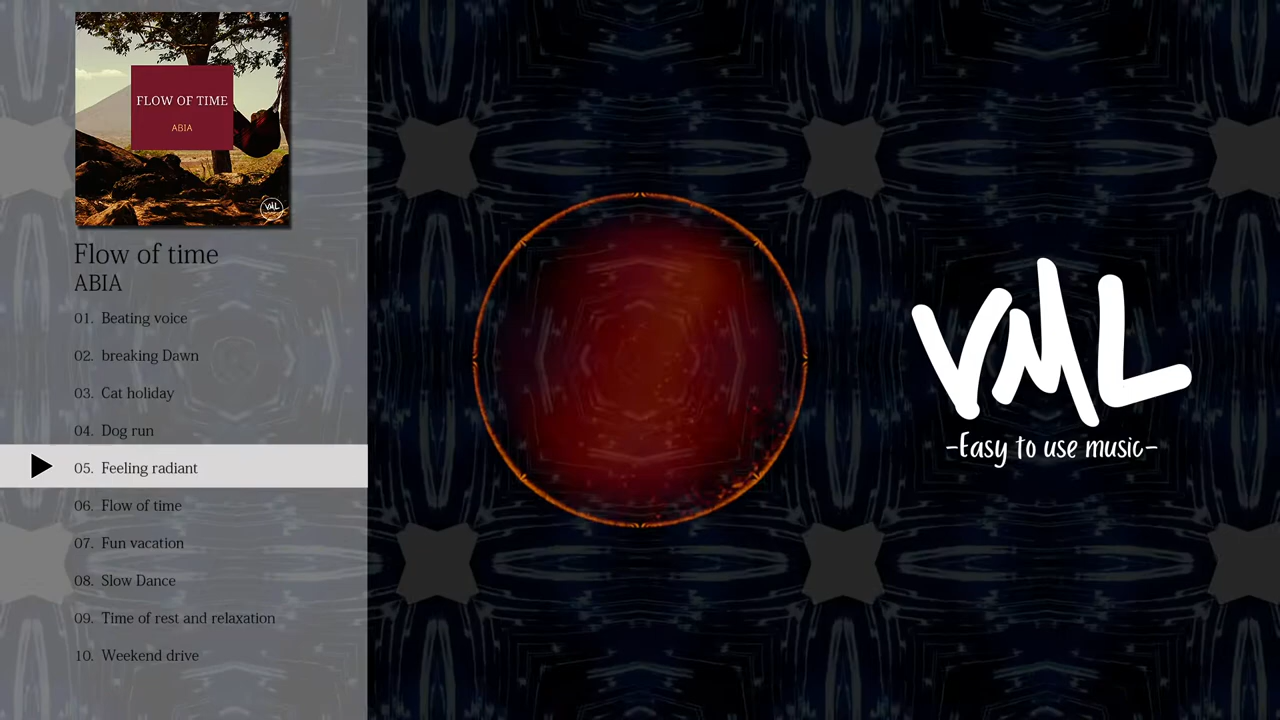 FLOW OF TIME
ABIA
VML
Flow of time
ABIA
01. Beating voice
02. breaking Dawn
03. Cat holiday
04. Dog run
05. Feeling radiant
06. Flow of time
07. Fun vacation
08. Slow Dance
09. Time of rest and relaxation
10. Weekend drive
VML
-Easy to use music-